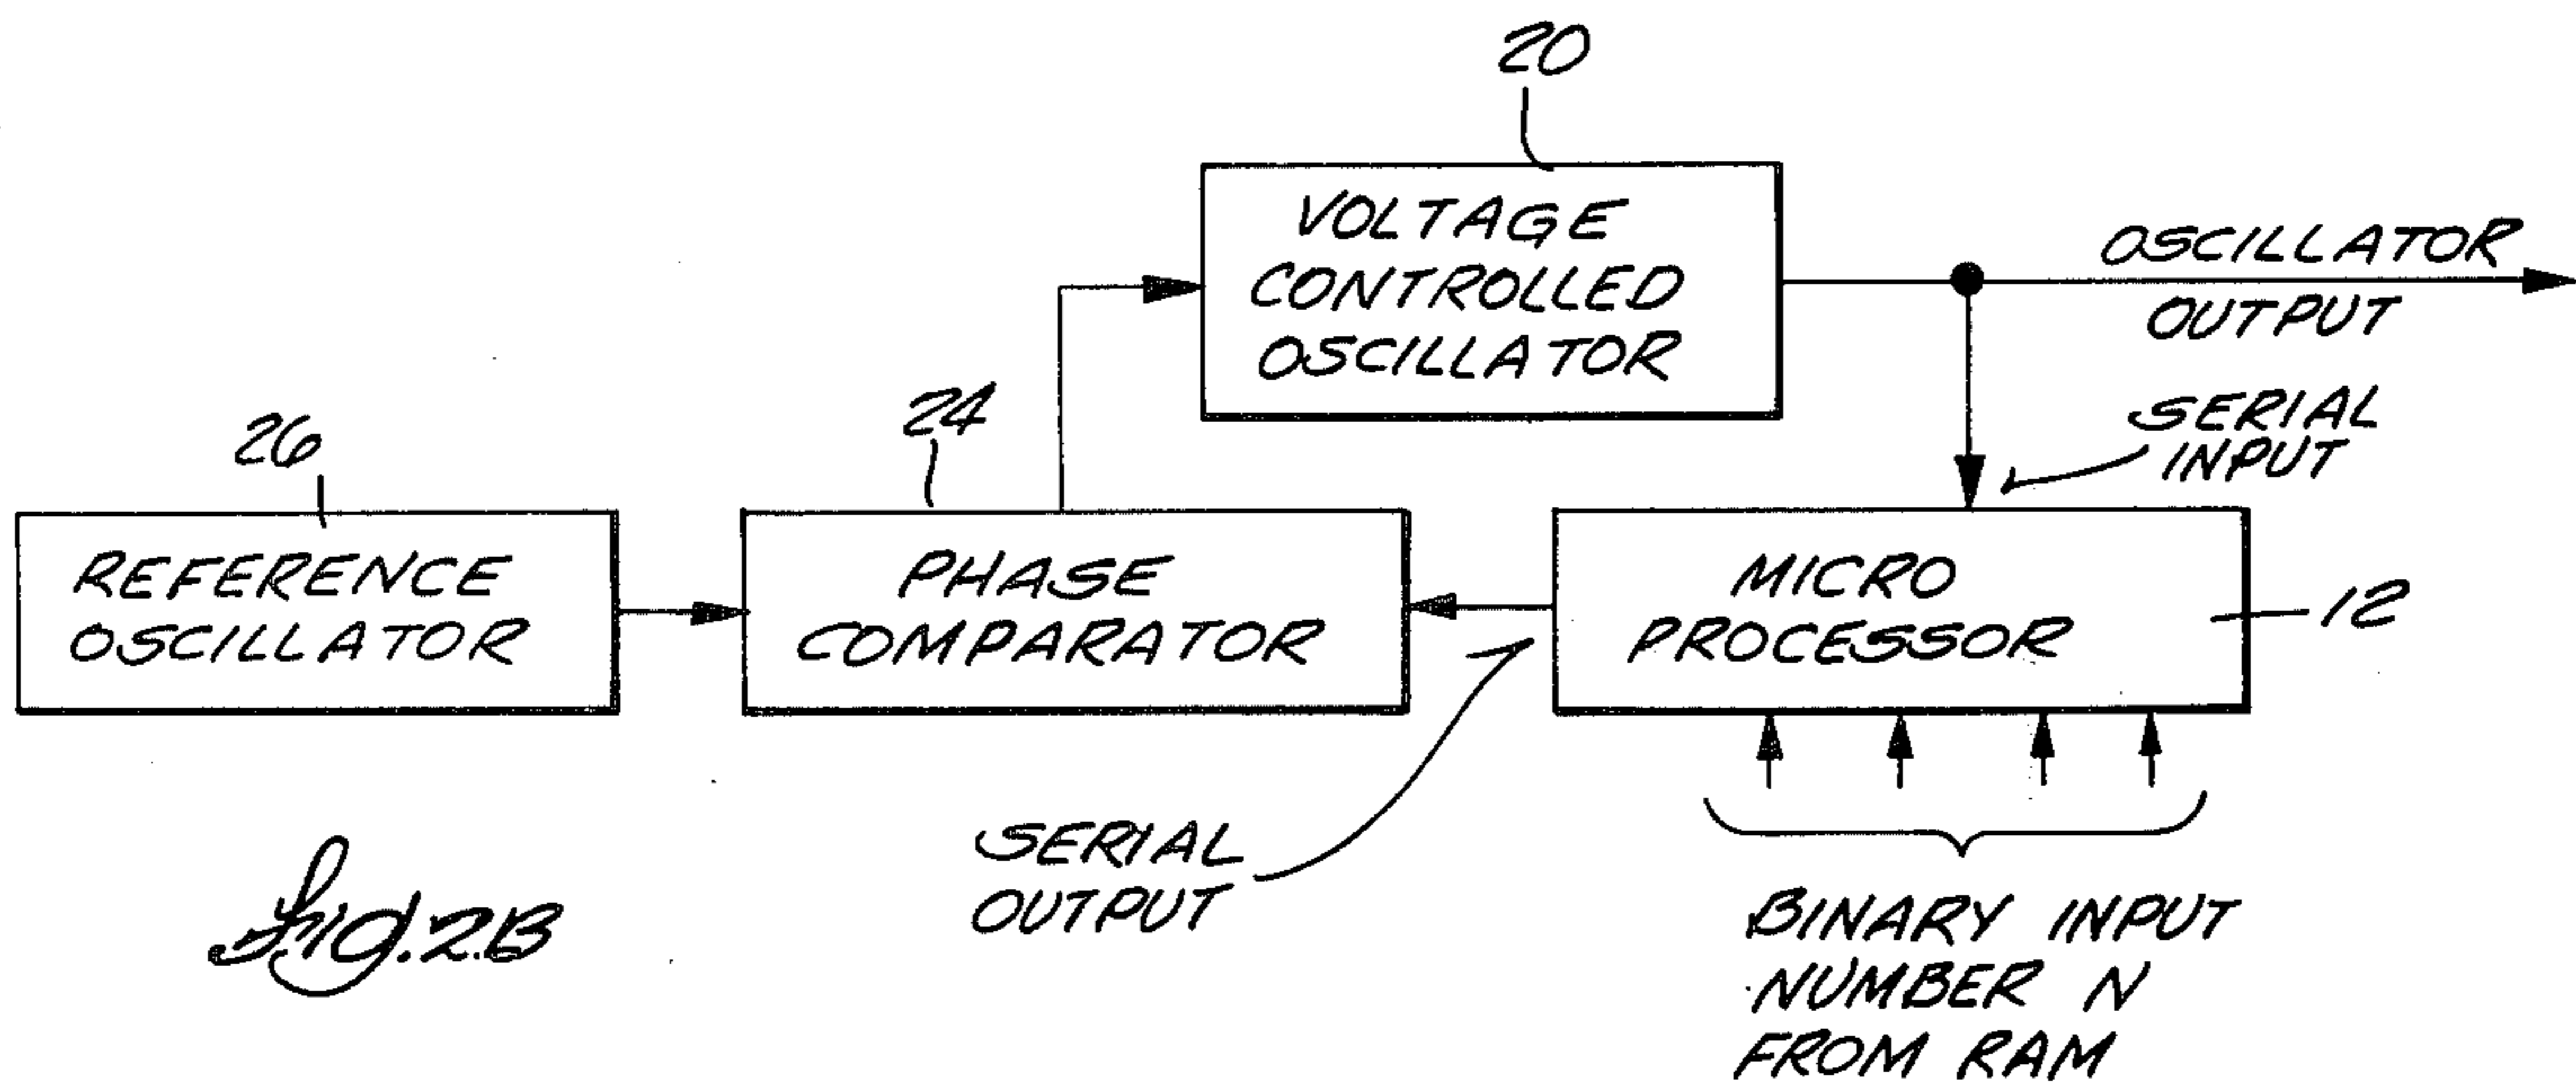 20
VOLTAGE
CONTROLLED
OSCILLATOR
OSCILLATOR
OUTPUT
SERIAL
INPUT
24
26
REFERENCE
OSCILLATOR
PHASE
COMPARATOR
MICRO
PROCESSOR
12
SERIAL
OUTPUT
BINARY INPUT
NUMBER N
FROM RAM
Fig. 2B